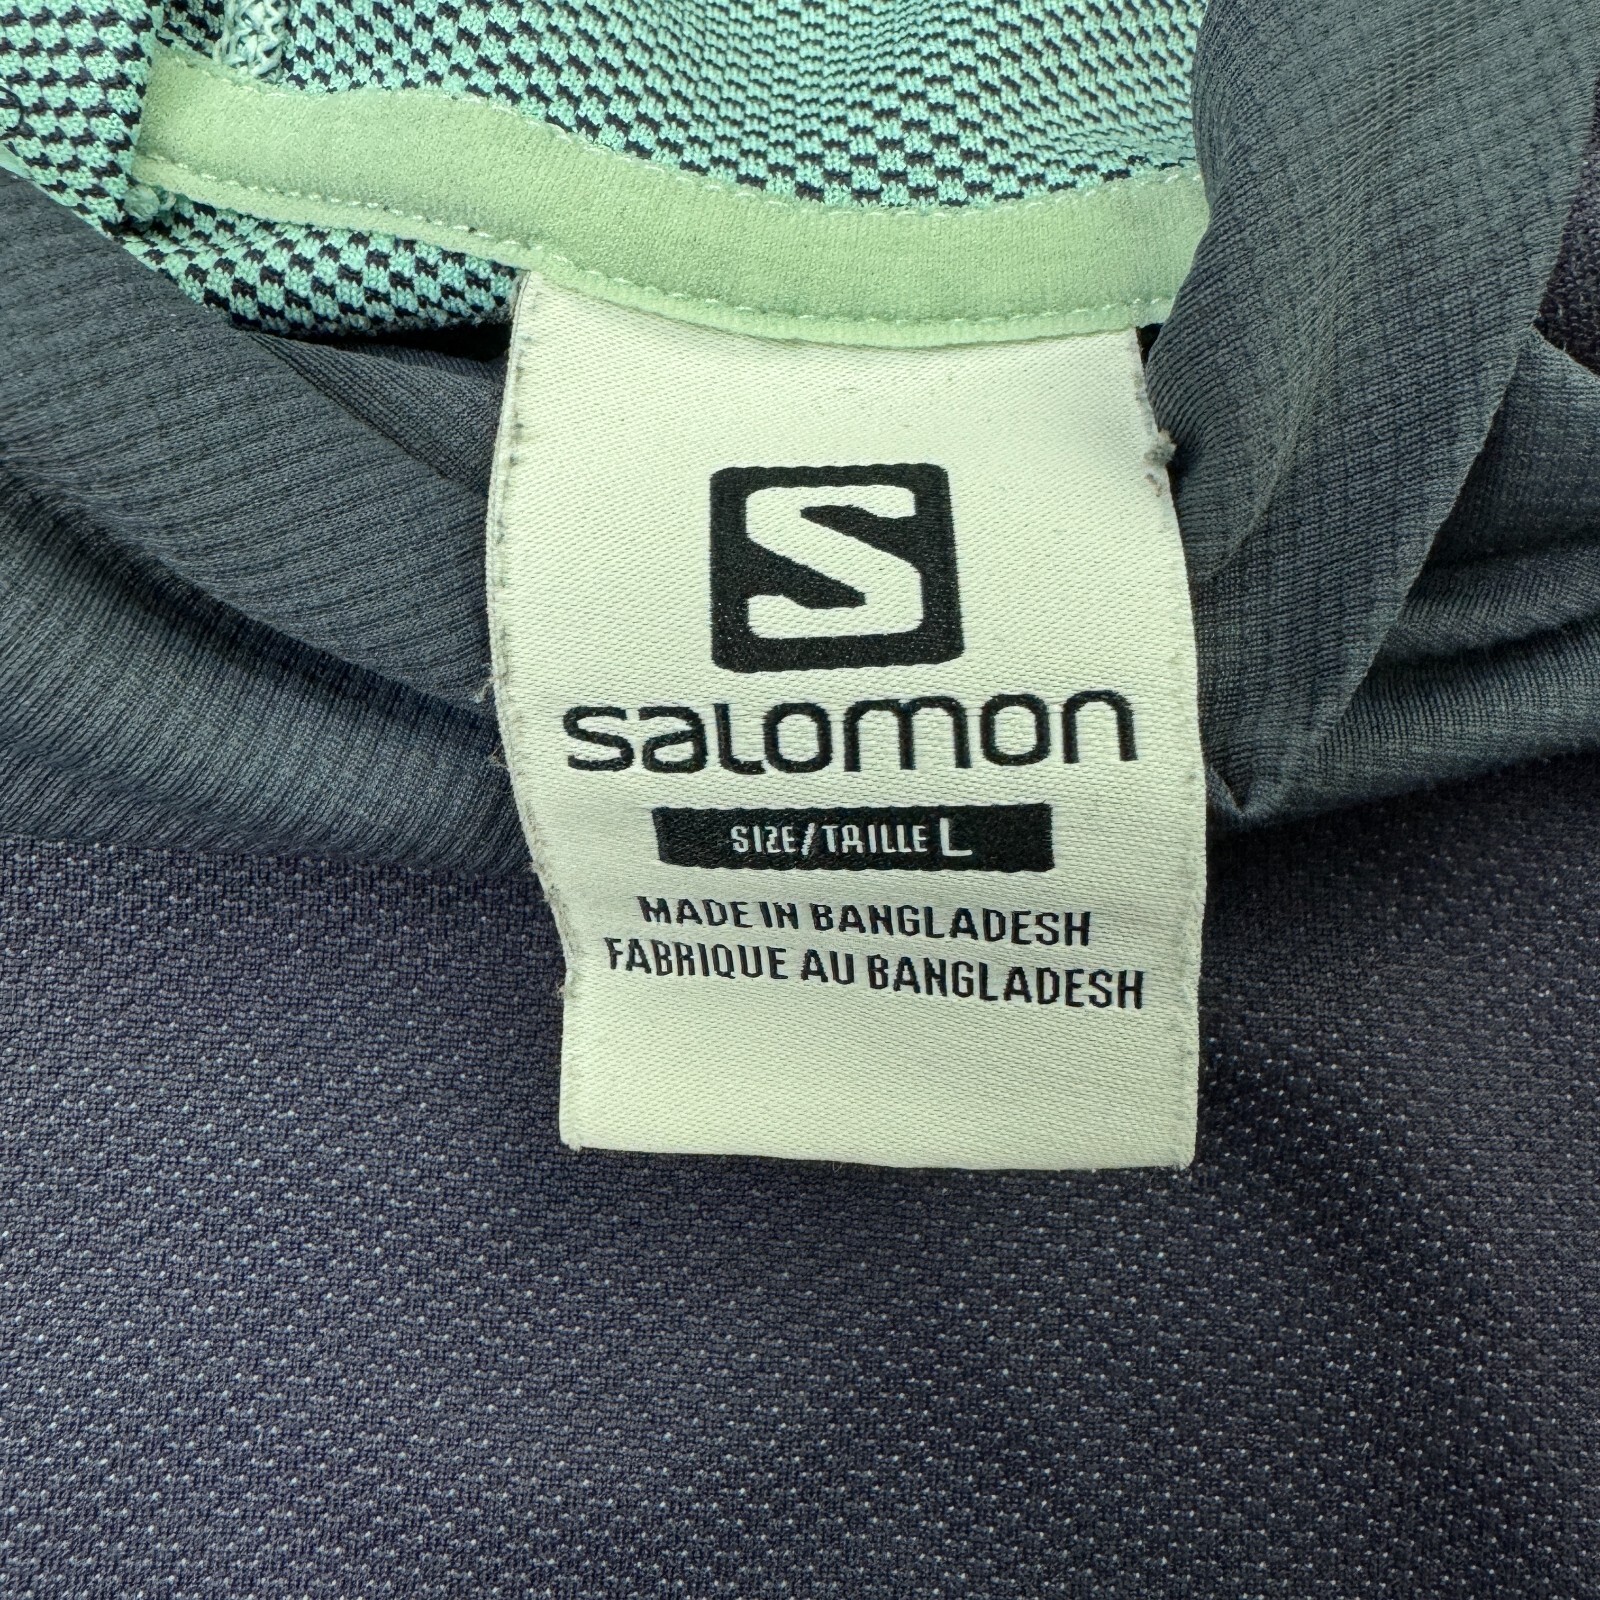 S
SALOMON
SIZE/TAILLE L
MADE IN BANGLADESH
FABRIQUE AU BANGLADESH